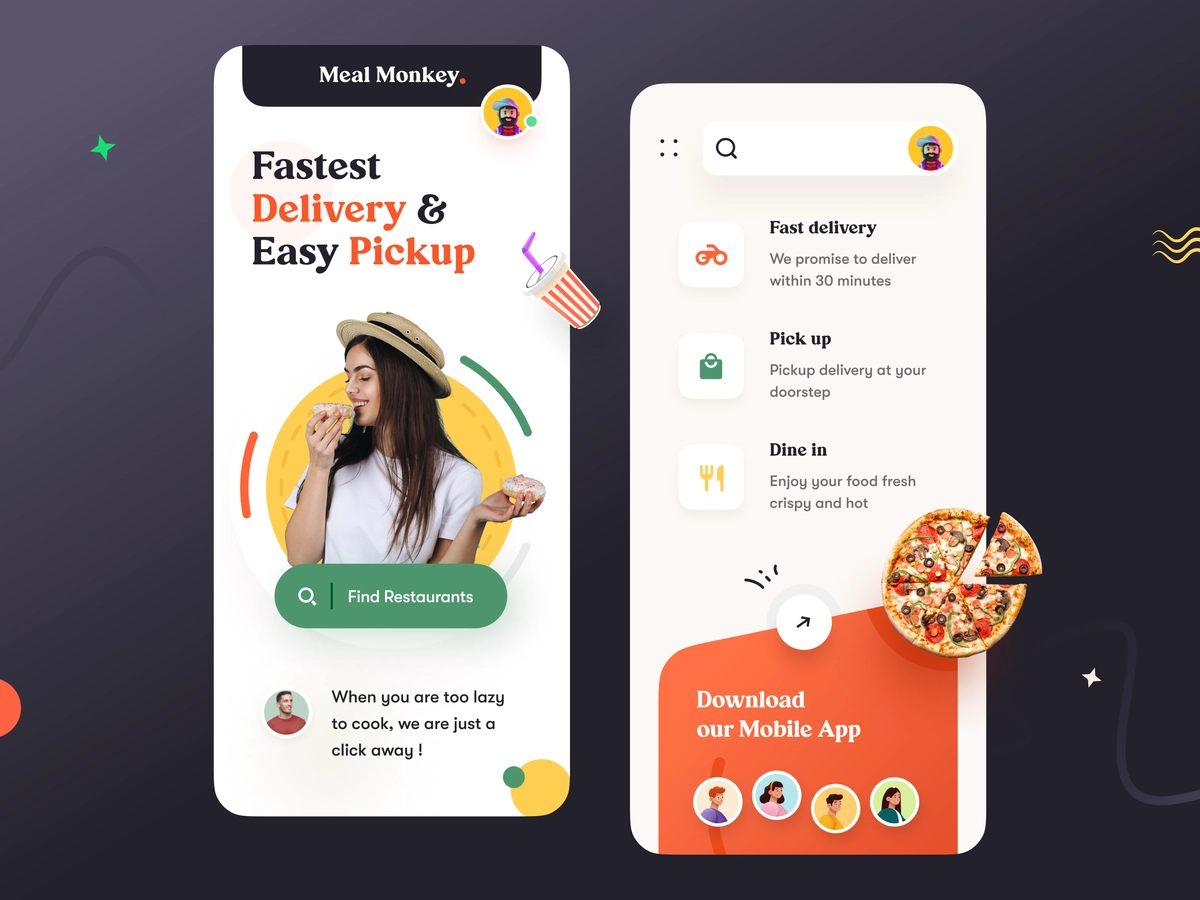 Meal Monkey.
Fastest
Delivery &
Easy Pickup
Find Restaurants
When you are too lazy
to cook, we are just a
click away !
Fast delivery
We promise to deliver
within 30 minutes
Pick up
Pickup delivery at your
doorstep
Dine in
Enjoy your food fresh
crispy and hot
Download
our Mobile App